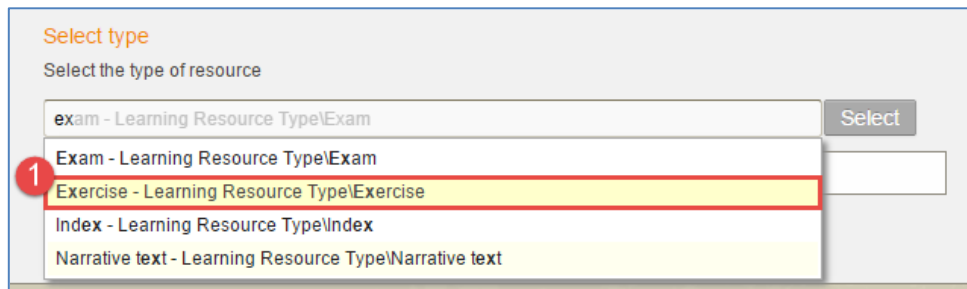 Select type
Select the type of resource
exam - Learning Resource Type\Exam
Select
Exam - Learning Resource Type\Exam
1
Exercise - Learning Resource Type\Exercise
Index - Learning Resource Type\Index
Narrative text - Learning Resource Type\Narrative text